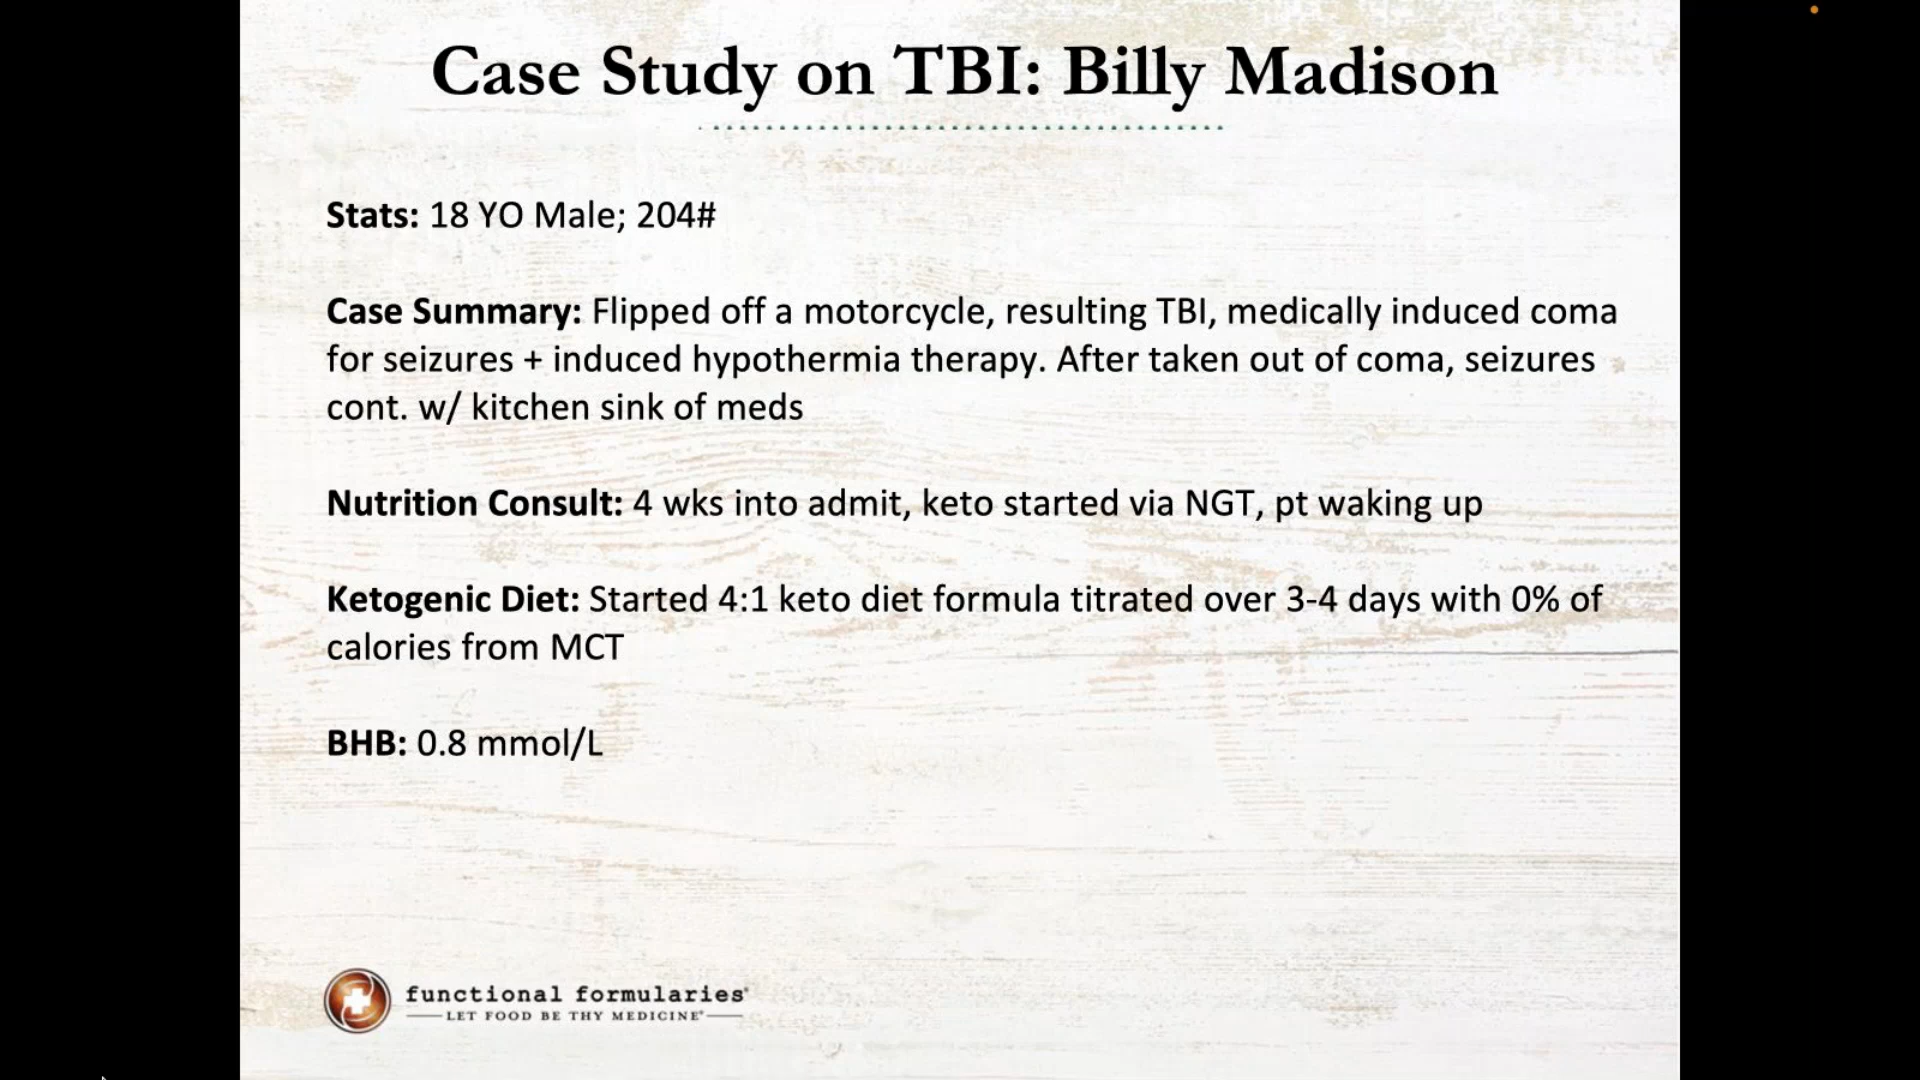 Case Study on TBI: Billy Madison
Stats: 18 YO Male; 204#
Case Summary: Flipped off a motorcycle, resulting TBI, medically induced coma
for seizures + induced hypothermia therapy. After taken out of coma, seizures
cont. w/ kitchen sink of meds
Nutrition Consult: 4 wks into admit, keto started via NGT, pt waking up
Ketogenic Diet: Started 4:1 keto diet formula titrated over 3-4 days with 0% of
calories from MCT
BHB: 0.8 mmol/L
functional formularies®
LET FOOD BE THY MEDICINE®